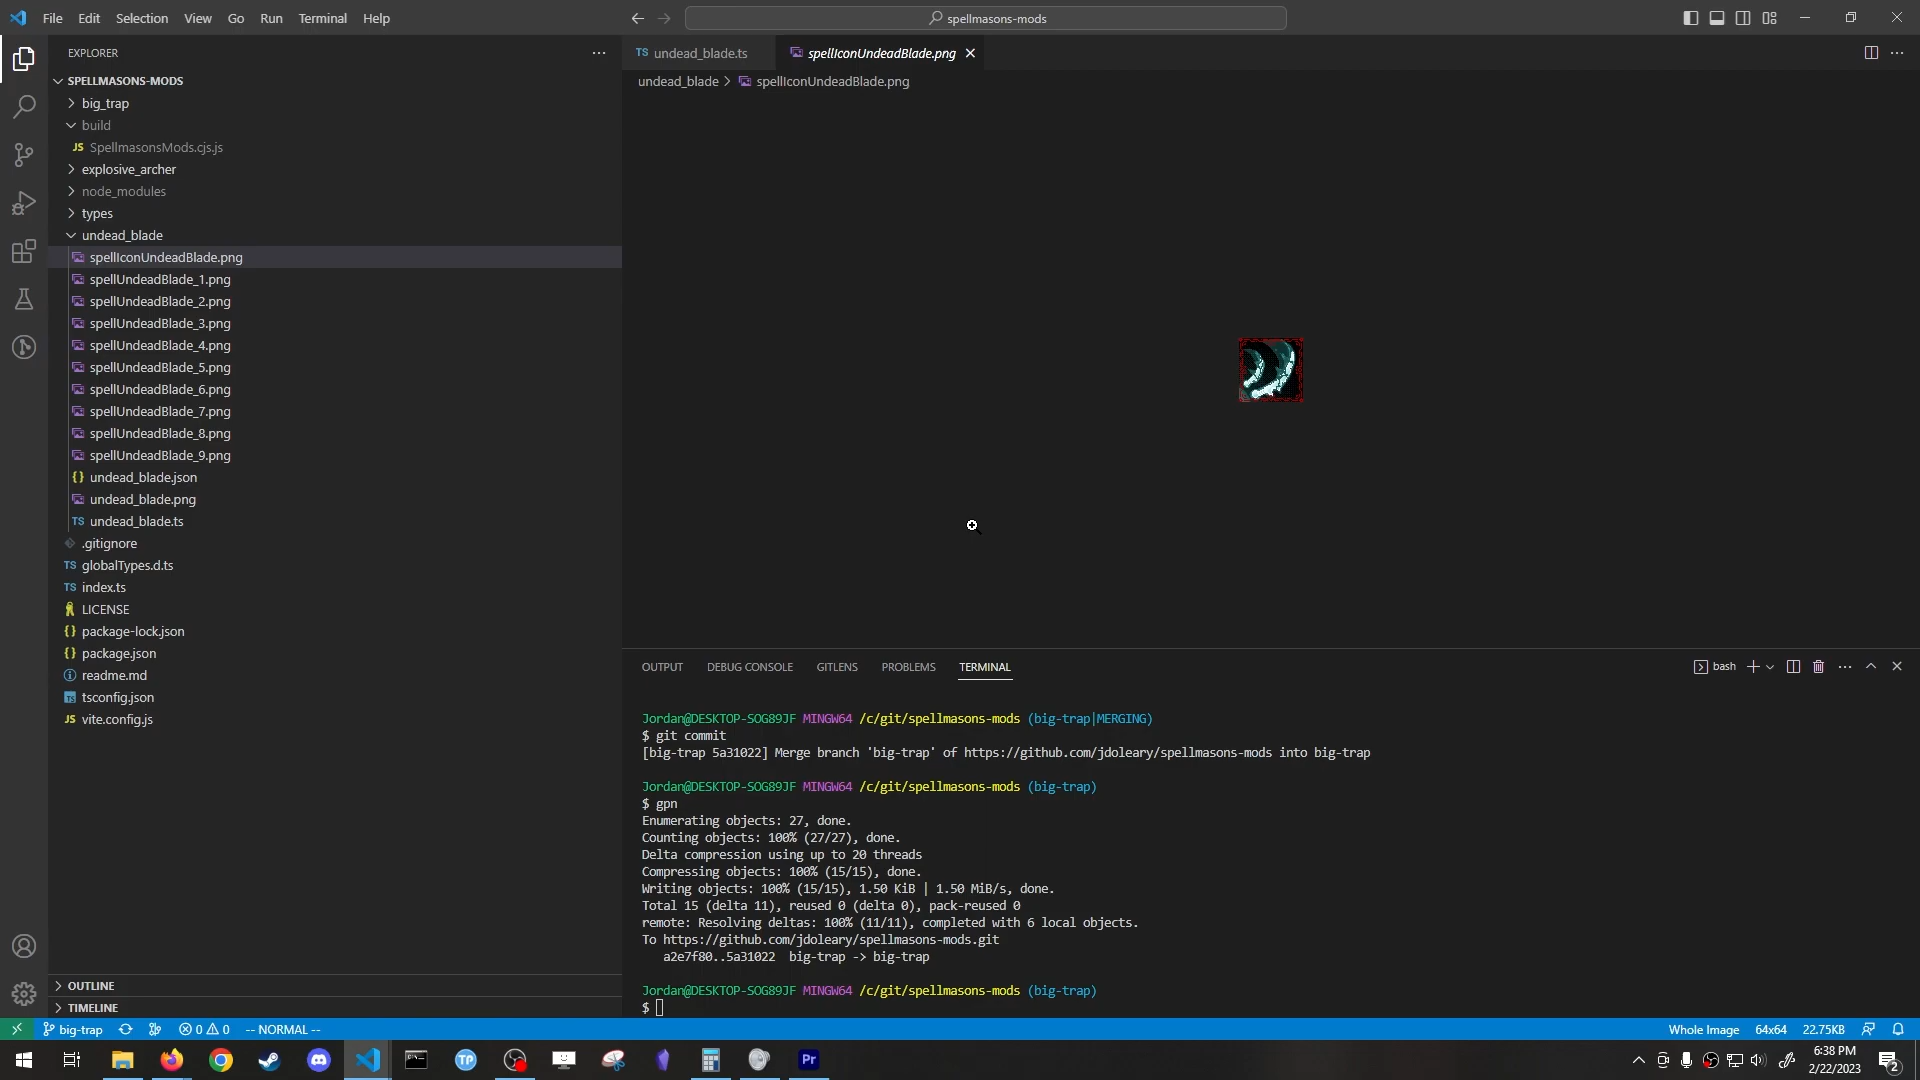 File Edit Selection View Go Run Terminal Help
spellmasons-mods
EXPLORER
SPELLMASONS-MODS
big_trap
build
JS SpellmasonsMods.cjs.js
explosive_archer
node_modules
types
undead_blade
spellIconUndeadBlade.png
spellUndeadBlade_1.png
spellUndeadBlade_2.png
spellUndeadBlade_3.png
spellUndeadBlade_4.png
spellUndeadBlade_5.png
spellUndeadBlade_6.png
spellUndeadBlade_7.png
spellUndeadBlade_8.png
spellUndeadBlade_9.png
{} undead_blade.json
undead_blade.png
TS undead_blade.ts
.gitignore
TS globalTypes.d.ts
TS index.ts
LICENSE
{} package-lock.json
{} package.json
readme.md
TS tsconfig.json
JS vite.config.js
OUTLINE
TIMELINE
TS undead_blade.ts
spellIconUndeadBlade.png
undead_blade > spellIconUndeadBlade.png
OUTPUT DEBUG CONSOLE GITLENS PROBLEMS TERMINAL
bash
Jordan@DESKTOP-SOG89JF MINGW64 /c/git/spellmasons-mods (big-trap|MERGING)
$ git commit
[big-trap 5a31022] Merge branch 'big-trap' of https://github.com/jdoleary/spellmasons-mods into big-trap
Jordan@DESKTOP-SOG89JF MINGW64 /c/git/spellmasons-mods (big-trap)
$ gpn
Enumerating objects: 27, done.
Counting objects: 100% (27/27), done.
Delta compression using up to 20 threads
Compressing objects: 100% (15/15), done.
Writing objects: 100% (15/15), 1.50 KiB | 1.50 MiB/s, done.
Total 15 (delta 11), reused 0 (delta 0), pack-reused 0
remote: Resolving deltas: 100% (11/11), completed with 6 local objects.
To https://github.com/jdoleary/spellmasons-mods.git
a2e7f80..5a31022 big-trap -> big-trap
Jordan@DESKTOP-SOG89JF MINGW64 /c/git/spellmasons-mods (big-trap)
$
big-trap 0 0 -- NORMAL --
Whole Image 64x64 22.75KB
TP
Pr
6:38 PM
2/22/2023
2